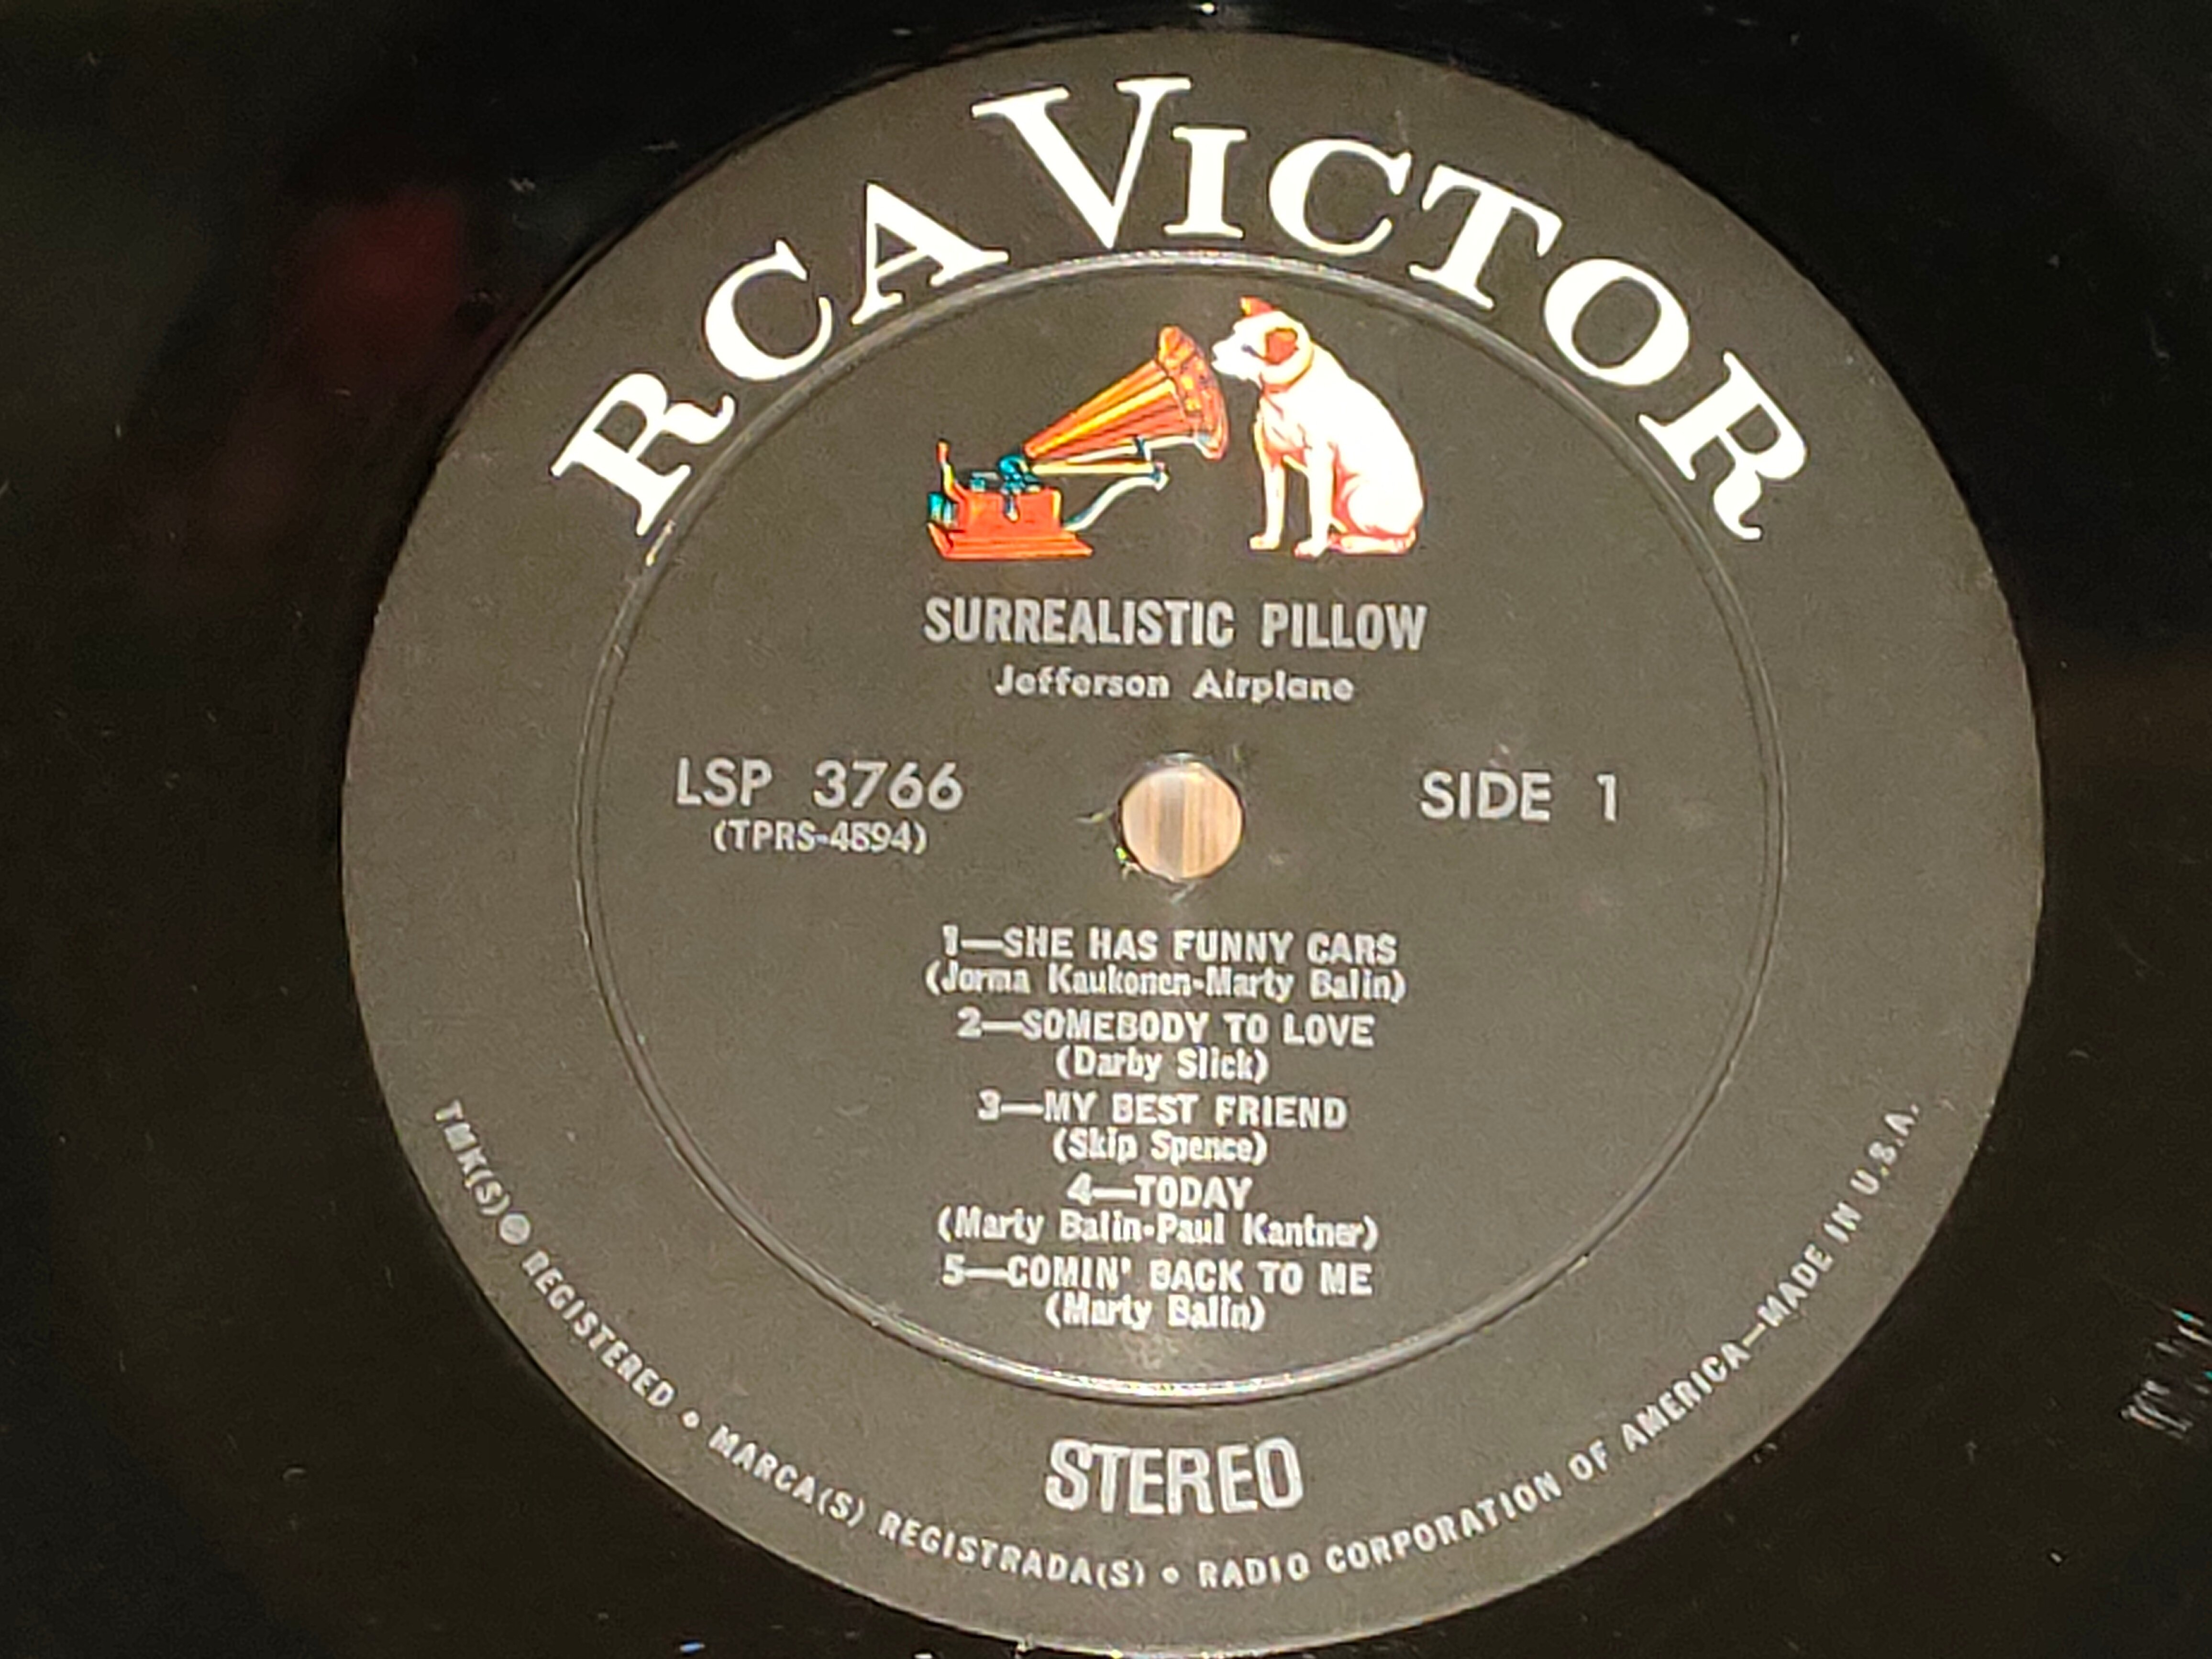 RCA VICTOR
SURREALISTIC PILLOW
Jefferson Airplane
LSP 3766
(TPRS-4894)
SIDE 1
1—SHE HAS FUNNY CARS
(Jorma Kaukonen-Marty Balin)
2—SOMEBODY TO LOVE
(Darby Slick)
3—MY BEST FRIEND
(Skip Spence)
4—TODAY
(Marty Balin-Paul Kantner)
5—COMIN' BACK TO ME
(Marty Balin)
STEREO
TMK(S) ® REGISTERED • MARCA(S) REGISTRADA(S) • RADIO CORPORATION OF AMERICA—MADE IN U.S.A.